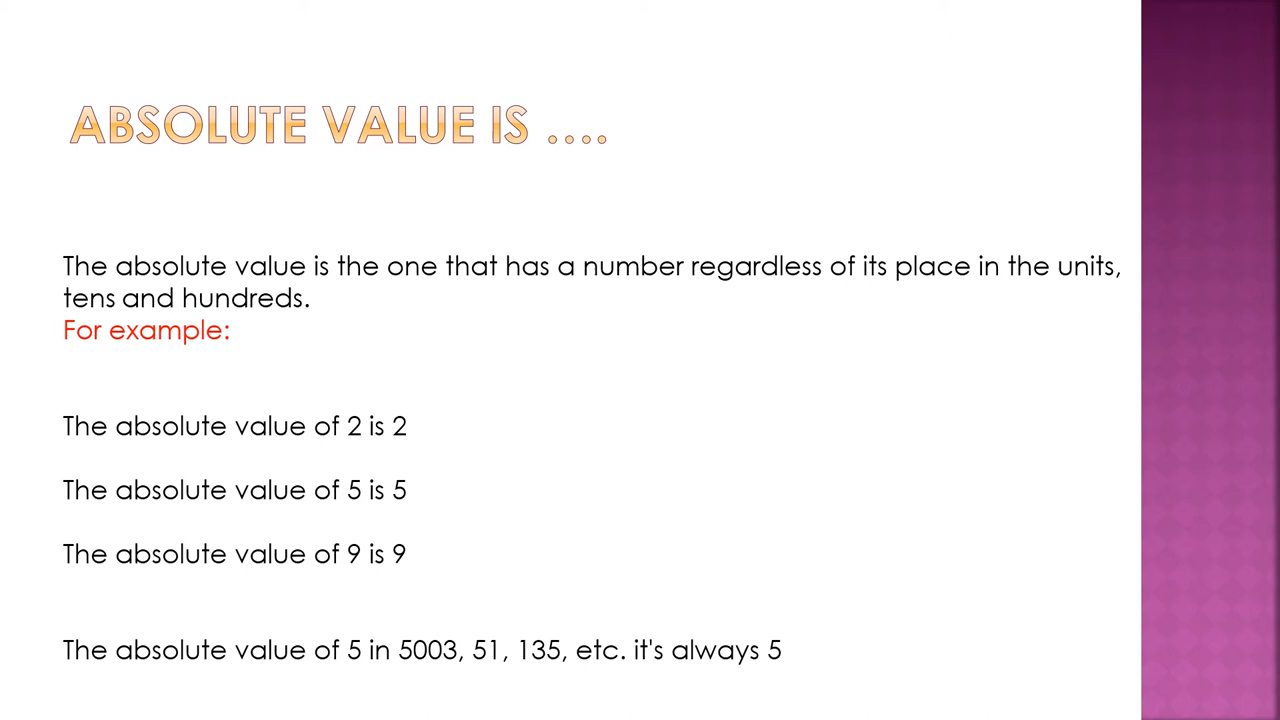 ABSOLUTE VALUE IS ....
The absolute value is the one that has a number regardless of its place in the units,
tens and hundreds.
For example:
The absolute value of 2 is 2
The absolute value of 5 is 5
The absolute value of 9 is 9
The absolute value of 5 in 5003, 51, 135, etc. it's always 5